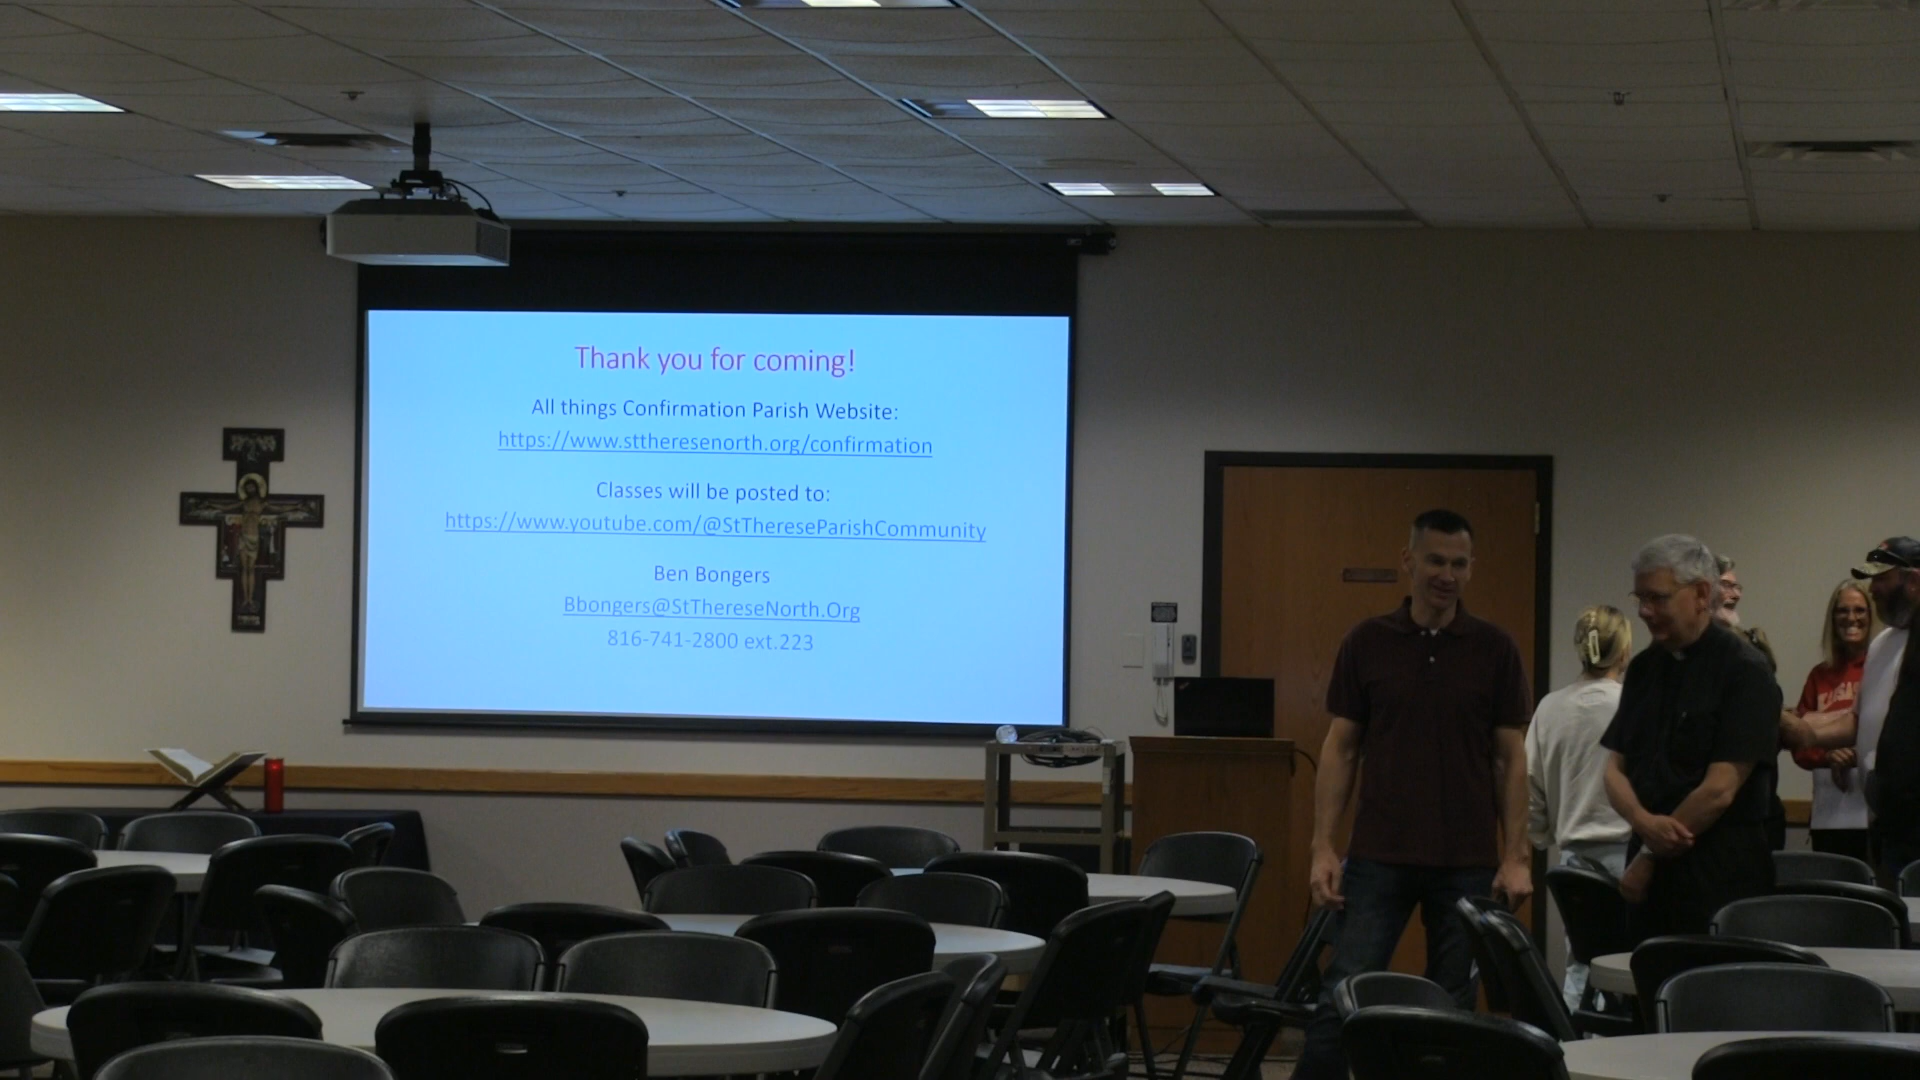 Thank you for coming!
All things Confirmation Parish Website:
https://www.sttheresenorth.org/confirmation
Classes will be posted to:
https://www.youtube.com/@StThereseParishCommunity
Ben Bongers
Bbongers@StThereseNorth.Org
816-741-2800 ext.223